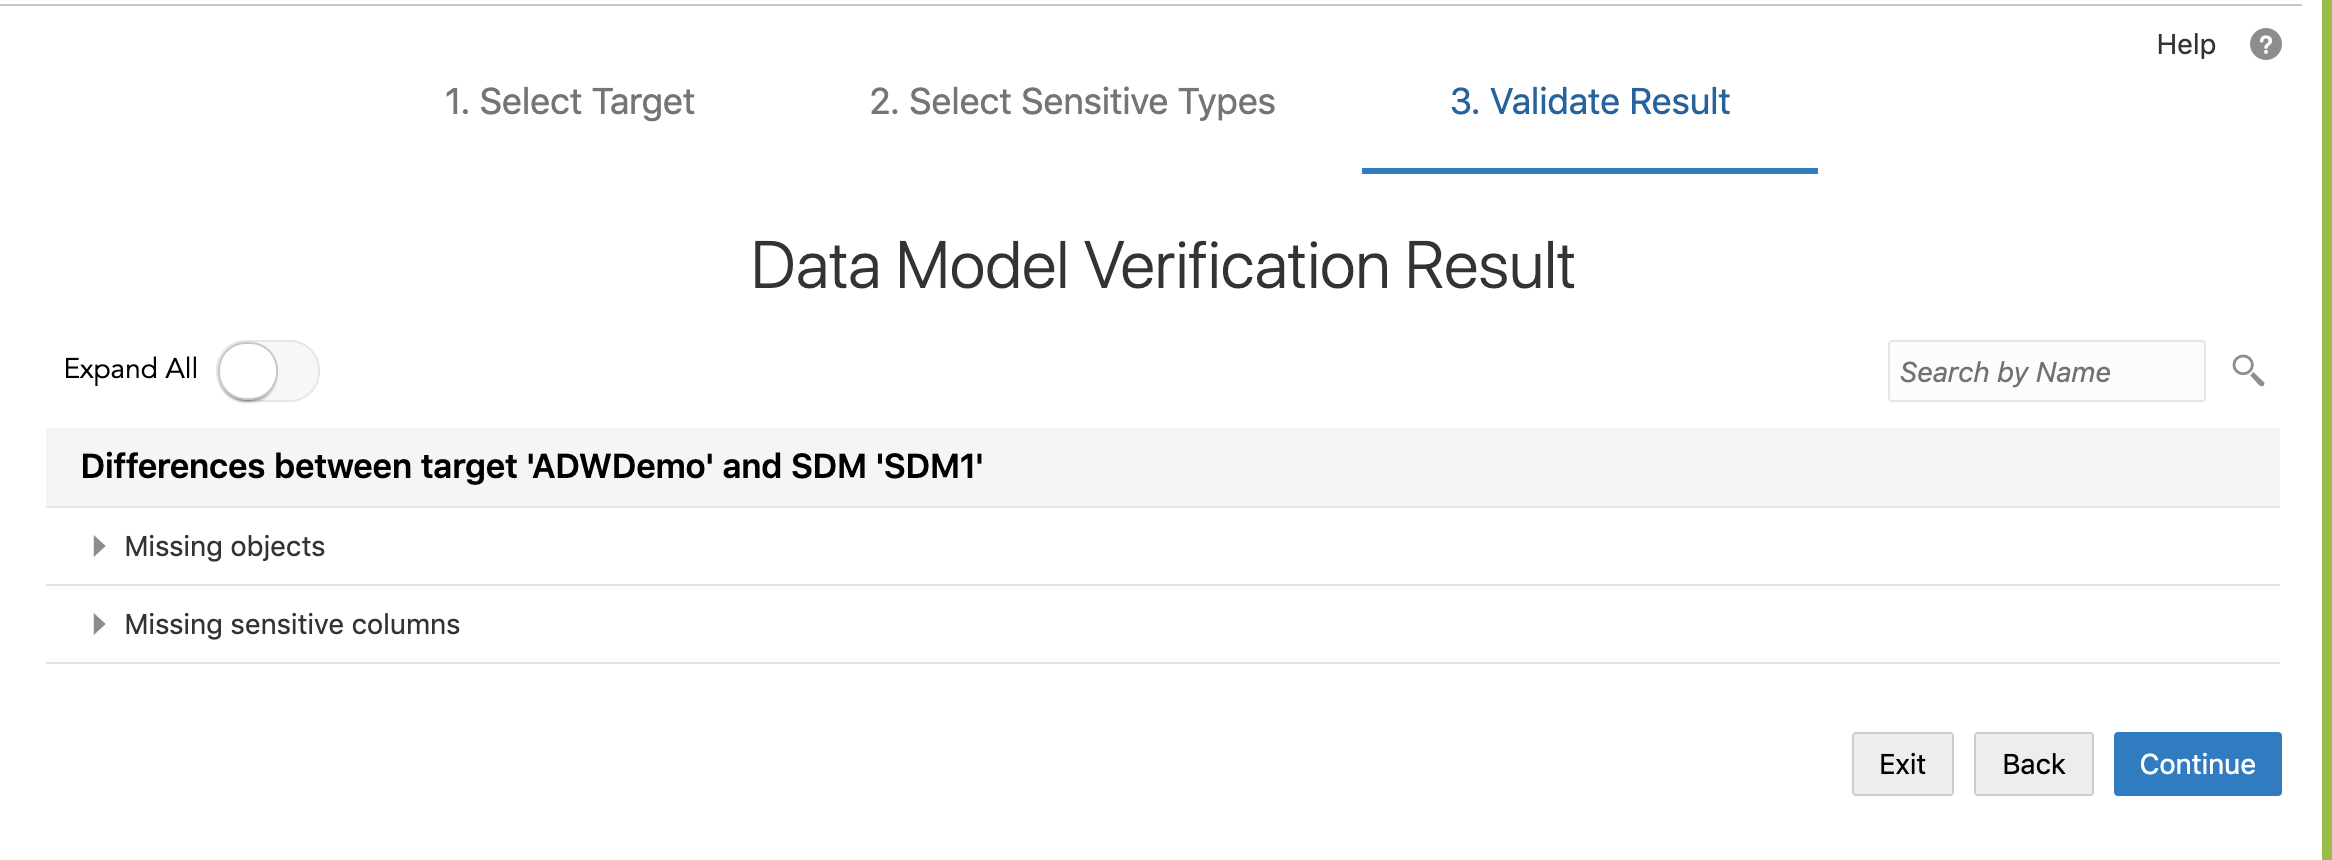 Help ?
1. Select Target 2. Select Sensitive Types 3. Validate Result
Data Model Verification Result
Expand All Search by Name
Differences between target 'ADWDemo' and SDM 'SDM1'
Missing objects
Missing sensitive columns
Exit Back Continue